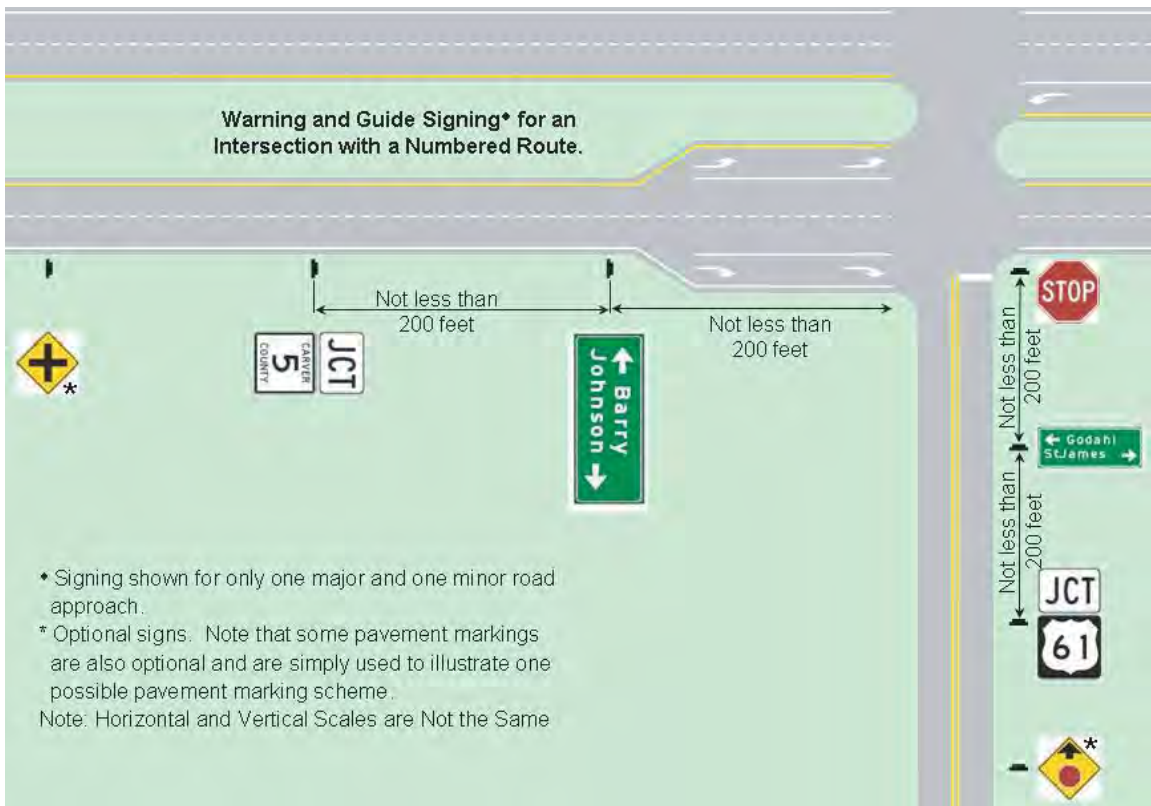 Warning and Guide Signing♦ for an
Intersection with a Numbered Route.
Not less than
200 feet
Not less than
200 feet
STOP
Not less than
200 feet
*
CARVER
COUNTY
5
JCT
← Barry
Johnson →
← Godahl
St James →
Not less than
200 feet
JCT
61
*
♦ Signing shown for only one major and one minor road
approach.
* Optional signs. Note that some pavement markings
are also optional and are simply used to illustrate one
possible pavement marking scheme.
Note: Horizontal and Vertical Scales are Not the Same